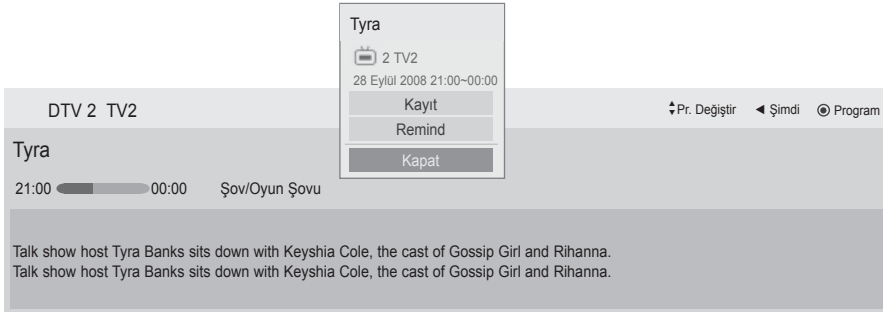 Tyra
2 TV2
28 Eylül 2008 21:00~00:00
Kayıt
Remind
Kapat
DTV 2 TV2
Pr. Değiştir ◄ Şimdi ◉ Program
Tyra
21:00 00:00 Şov/Oyun Şovu
Talk show host Tyra Banks sits down with Keyshia Cole, the cast of Gossip Girl and Rihanna.
Talk show host Tyra Banks sits down with Keyshia Cole, the cast of Gossip Girl and Rihanna.